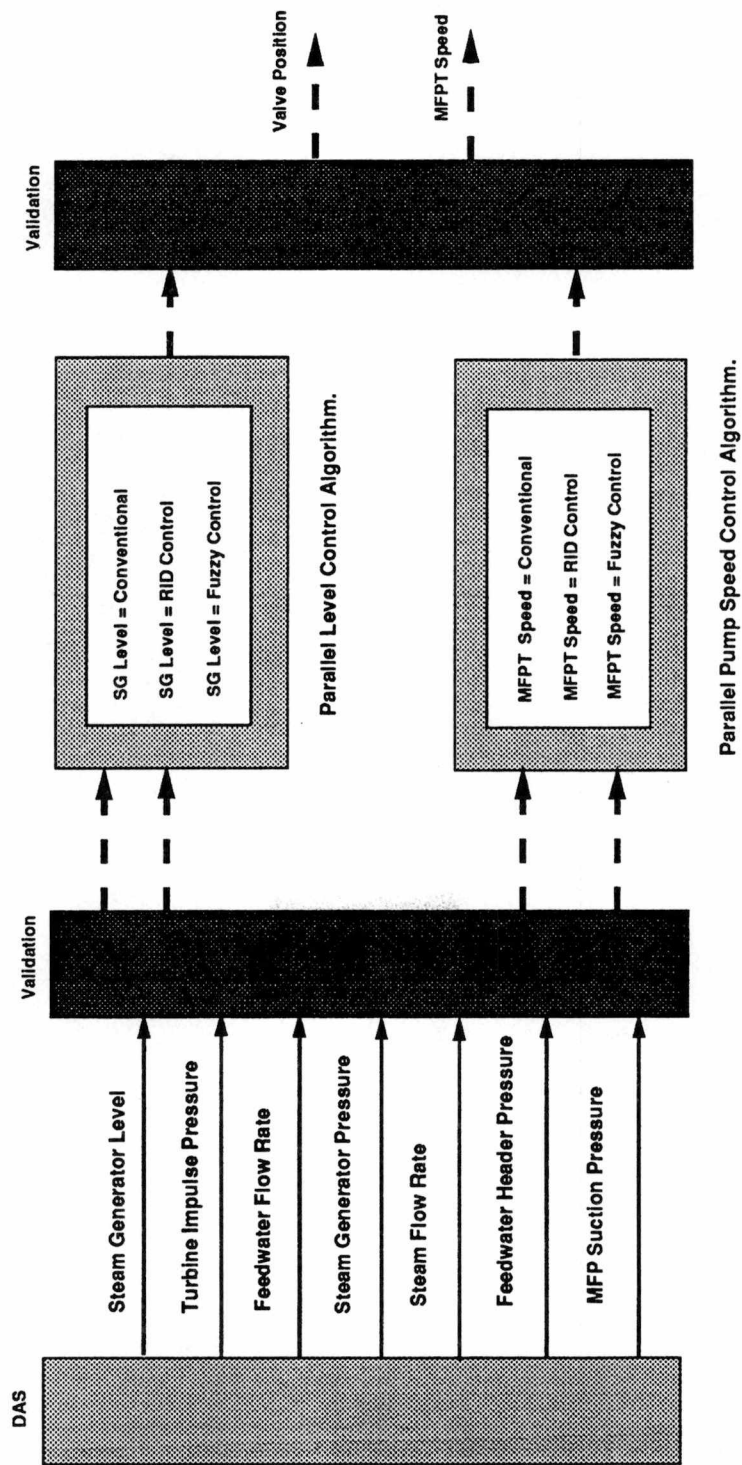 DAS
Steam Generator Level
Turbine Impulse Pressure
Feedwater Flow Rate
Steam Generator Pressure
Steam Flow Rate
Feedwater Header Pressure
MFP Suction Pressure
Validation
SG Level = Conventional
SG Level = RID Control
SG Level = Fuzzy Control
Parallel Level Control Algorithm.
MFPT Speed = Conventional
MFPT Speed = RID Control
MFPT Speed = Fuzzy Control
Parallel Pump Speed Control Algorithm.
Validation
Valve Position
MFPT Speed